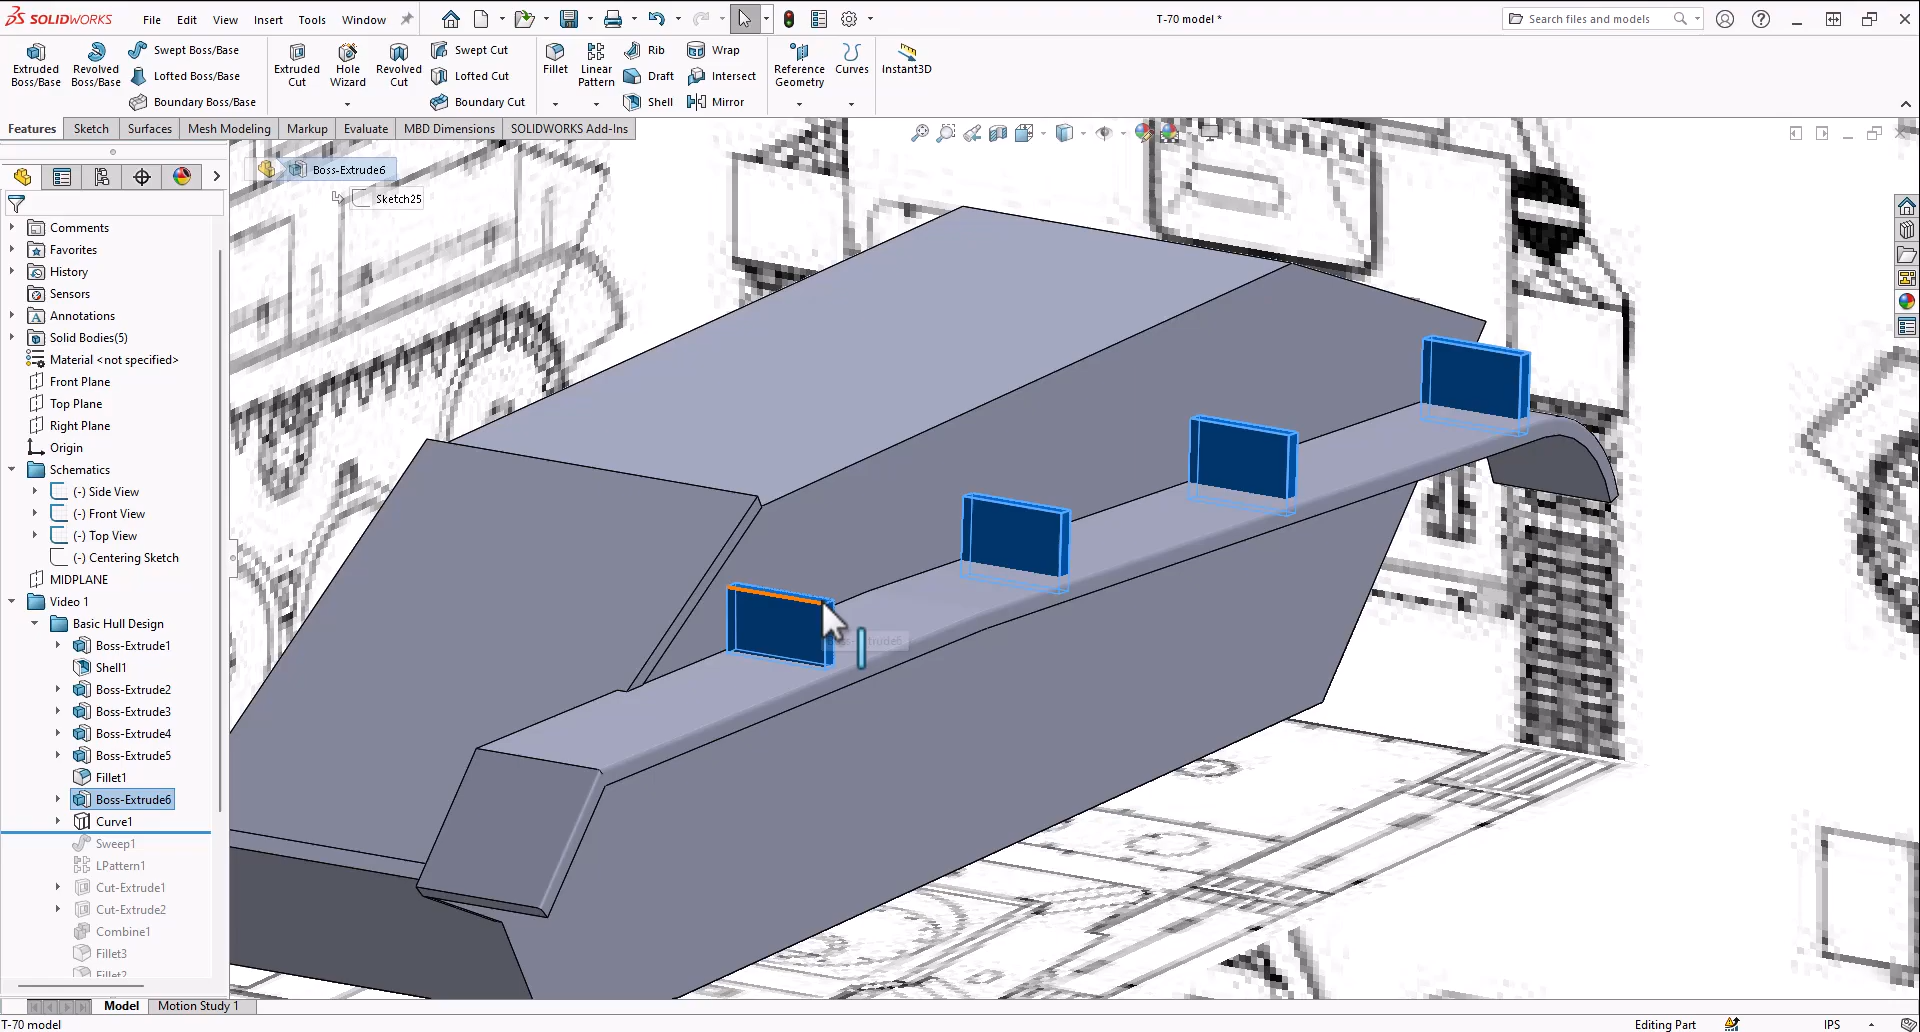 SOLIDWORKS File Edit View Insert Tools Window T-70 model * Search files and models
Extruded Boss/Base
Revolved Boss/Base
Swept Boss/Base
Lofted Boss/Base
Boundary Boss/Base
Extruded Cut
Hole Wizard
Revolved Cut
Swept Cut
Lofted Cut
Boundary Cut
Fillet
Linear Pattern
Rib
Draft
Shell
Wrap
Intersect
Mirror
Reference Geometry
Curves
Instant3D
Features Sketch Surfaces Mesh Modeling Markup Evaluate MBD Dimensions SOLIDWORKS Add-Ins
Boss-Extrude6
Sketch25
Comments
Favorites
History
Sensors
Annotations
Solid Bodies(5)
Material <not specified>
Front Plane
Top Plane
Right Plane
Origin
Schematics
(-) Side View
(-) Front View
(-) Top View
(-) Centering Sketch
MIDPLANE
Video 1
Basic Hull Design
Boss-Extrude1
Shell1
Boss-Extrude2
Boss-Extrude3
Boss-Extrude4
Boss-Extrude5
Fillet1
Boss-Extrude6
Curve1
Sweep1
LPattern1
Cut-Extrude1
Cut-Extrude2
Combine1
Fillet3
Fillet2
Model Motion Study 1
T-70 model Editing Part IPS